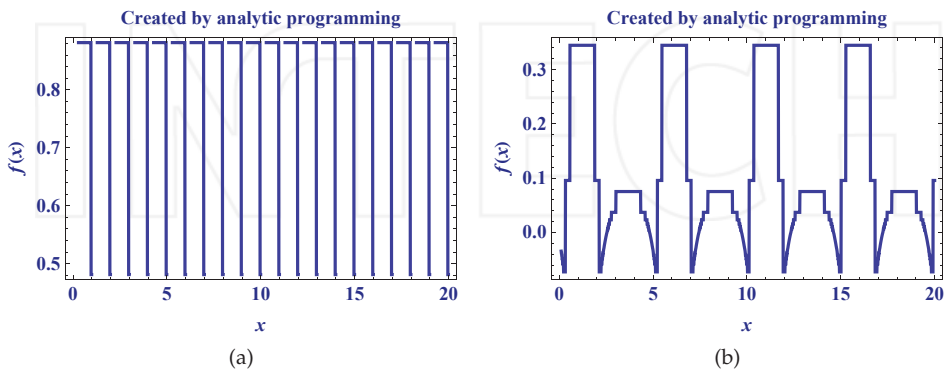 Created by analytic programming
0.8
0.7
0.6
0.5
f(x)
0 5 10 15 20
x
(a)
Created by analytic programming
0.3
0.2
0.1
0.0
f(x)
0 5 10 15 20
x
(b)
INTECH